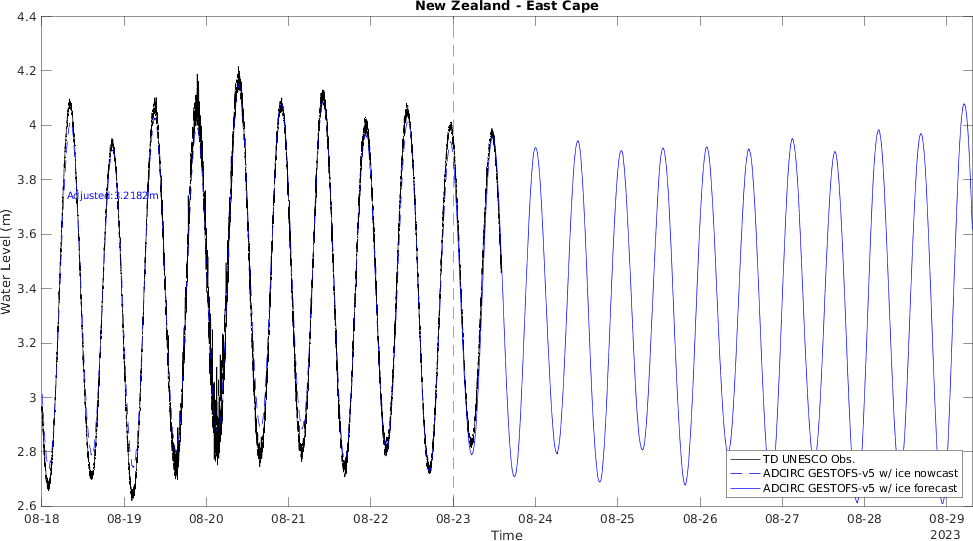 New Zealand - East Cape
4.4
4.2
4
3.8
3.6
3.4
3.2
3
2.8
2.6
Water Level (m)
Adjusted:3.2182m
TD UNESCO Obs.
ADCIRC GESTOFS-v5 w/ ice nowcast
ADCIRC GESTOFS-v5 w/ ice forecast
08-18 08-19 08-20 08-21 08-22 08-23 08-24 08-25 08-26 08-27 08-28 08-29
Time
2023